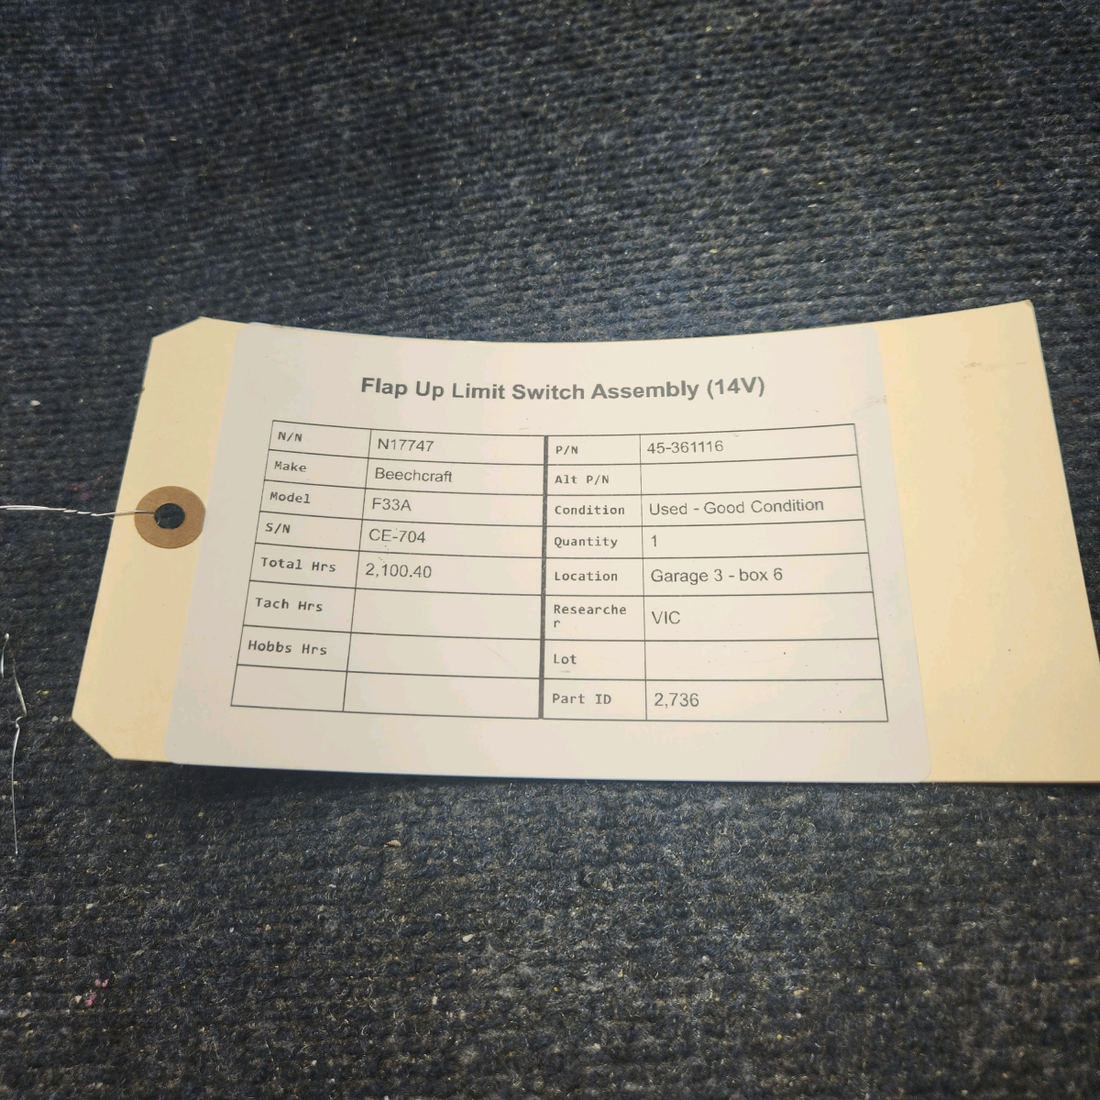 Flap Up Limit Switch Assembly (14V)
N/N N17747
Make Beechcraft
Model F33A
S/N CE-704
Total Hrs 2,100.40
Tach Hrs
Hobbs Hrs
P/N 45-361116
Alt P/N
Condition Used - Good Condition
Quantity 1
Location Garage 3 - box 6
Researche
r VIC
Lot
Part ID 2,736